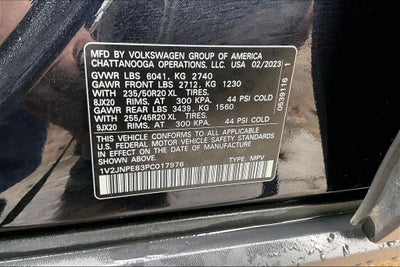 MFD BY VOLKSWAGEN GROUP OF AMERICA
CHATTANOOGA OPERATIONS, LLC. USA 02/2023
GVWR LBS 6041, KG 2740
GAWR FRONT LBS 2712, KG 1230
WITH 235/50R20 XL TIRES,
8JX20 RIMS, AT 300 KPA, 44 PSI COLD
GAWR REAR LBS 3439, KG 1560
WITH 255/45R20 XL TIRES,
9JX20 RIMS, AT 300 KPA, 44 PSI COLD
THIS VEHICLE CONFORMS TO ALL APPLICABLE
U.S. FEDERAL MOTOR VEHICLE SAFETY STANDARDS
IN EFFECT ON THE DATE OF MANUFACTURE
SHOWN ABOVE.
1V2JNPE83PC017976 TYPE: MPV
0539116 1